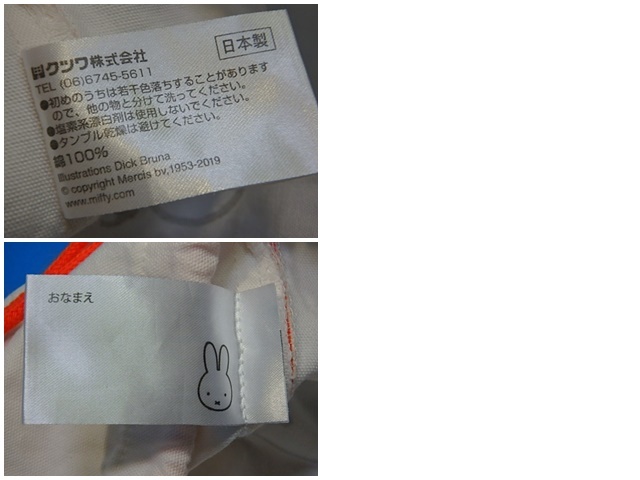 クツワ株式会社
日本製
TEL (06)6745-5611
●初めのうちは若干色落ちすることがあります
ので、他の物と分けて洗ってください。
●塩素系漂白剤は使用しないでください。
●タンブル乾燥は避けてください。
綿100%
Illustrations Dick Bruna
© copyright Mercis bv,1953-2019
www.miffy.com
おなまえ